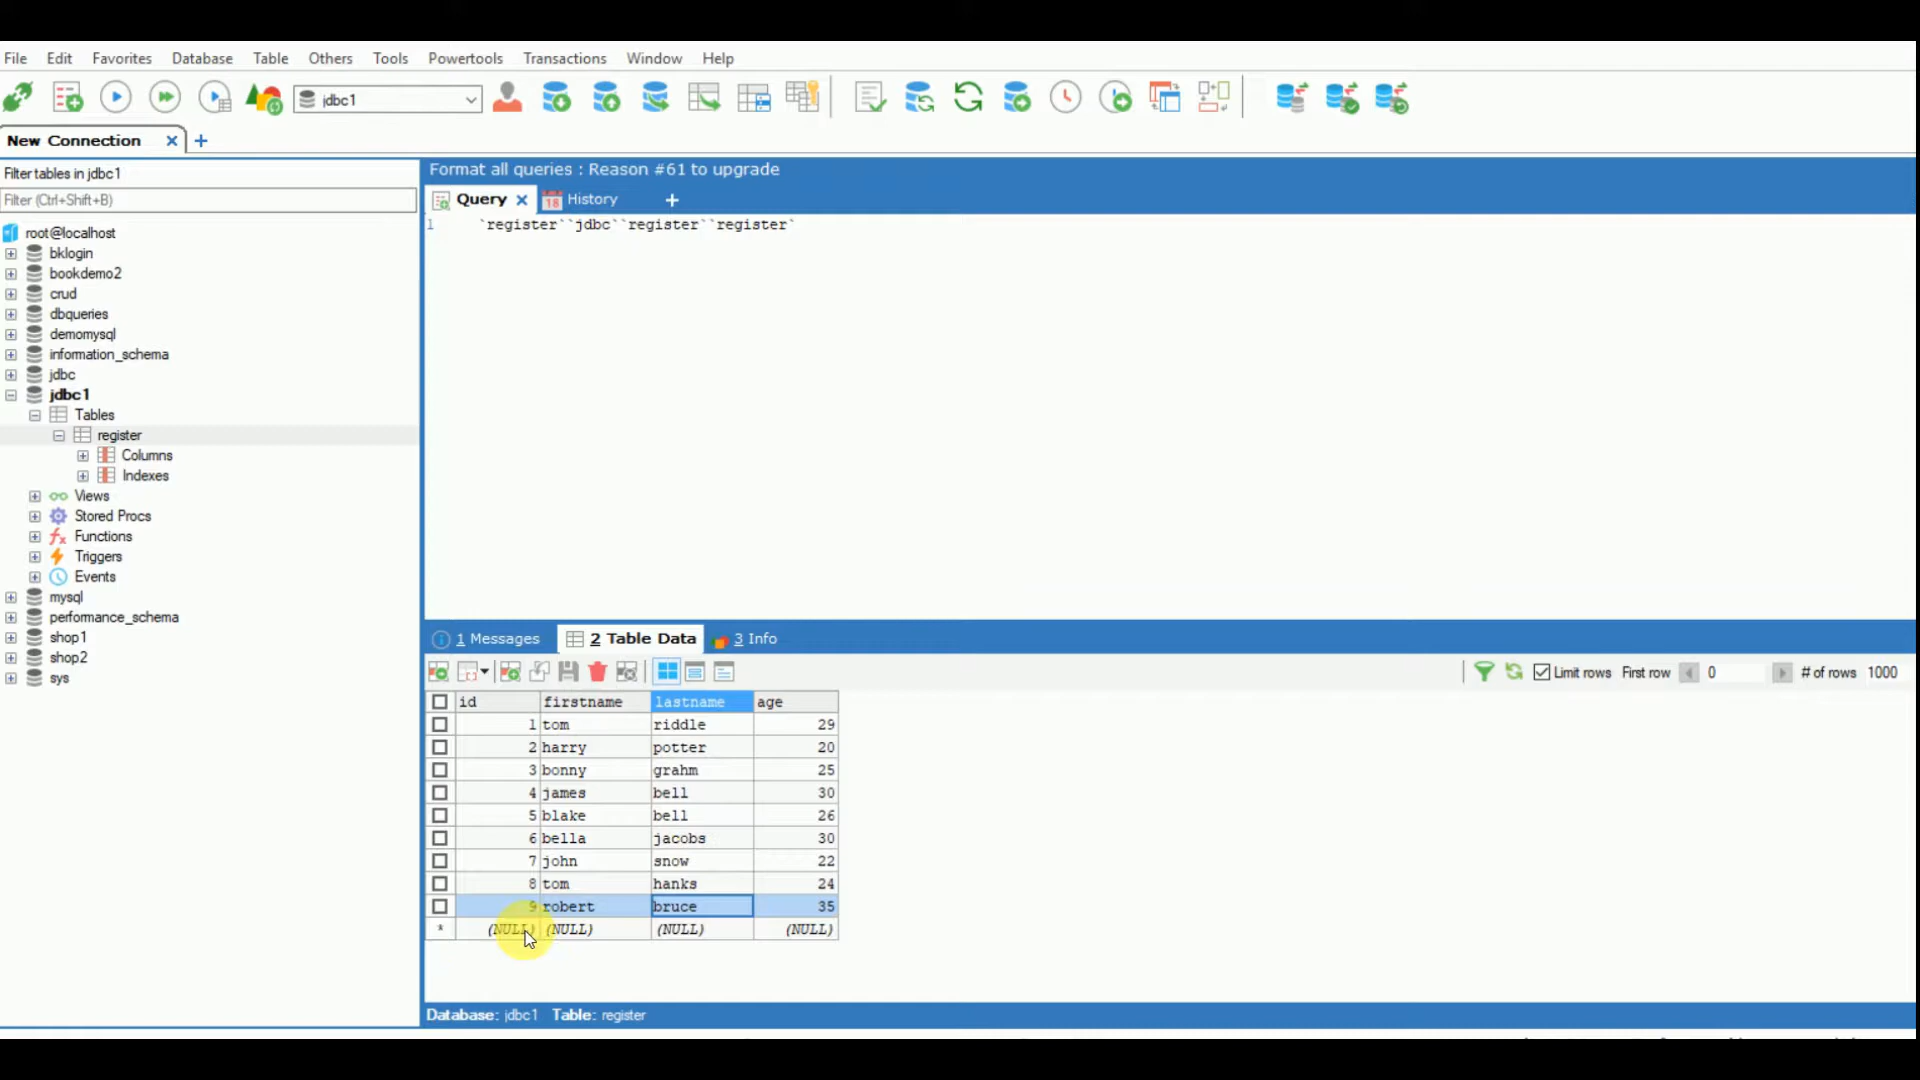 File Edit Favorites Database Table Others Tools Powertools Transactions Window Help
jdbc1
New Connection
Filter tables in jdbc1
Filter (Ctrl+Shift+B)
root@localhost
bklogin
bookdemo2
crud
dbqueries
demomysql
information_schema
jdbc
jdbc1
Tables
register
Columns
Indexes
Views
Stored Procs
Functions
Triggers
Events
mysql
performance_schema
shop1
shop2
sys
Format all queries : Reason #61 to upgrade
Query 18 History
1 `register``jdbc``register``register`
1 Messages 2 Table Data 3 Info
Limit rows First row 0 # of rows 1000
id firstname lastname age
1 tom riddle 29
2 harry potter 20
3 bonny grahm 25
4 james bell 30
5 blake bell 26
6 bella jacobs 30
7 john snow 22
8 tom hanks 24
9 robert bruce 35
* (NULL) (NULL) (NULL) (NULL)
Database: jdbc1 Table: register